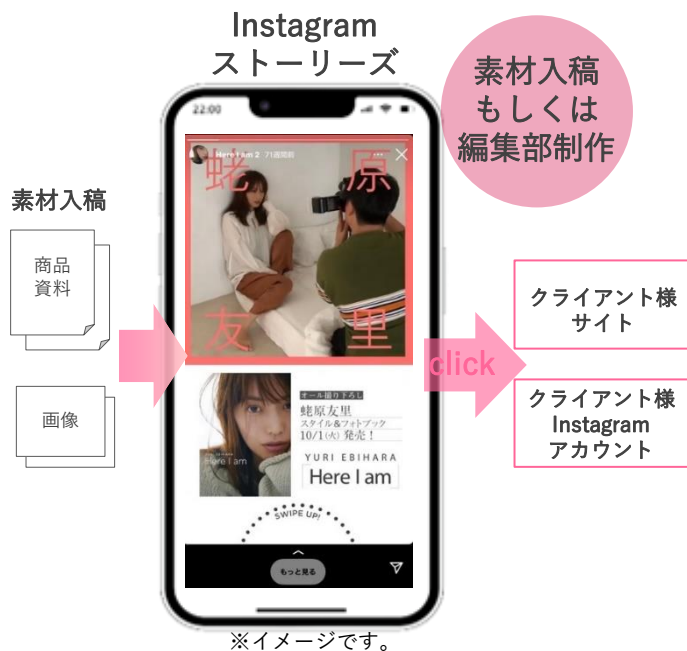 Instagram
ストーリーズ
素材入稿
もしくは
編集部制作
素材入稿
商品
資料
画像
22:00
Here I am 2 71週間前
蛯 原
友 里
Here I am
オール撮り下ろし
蛯原友里
スタイル&フォトブック
10/1(火) 発売！
YURI EBIHARA
Here I am
SWIPE UP!
もっと見る
click
クライアント様
サイト
クライアント様
Instagram
アカウント
※イメージです。